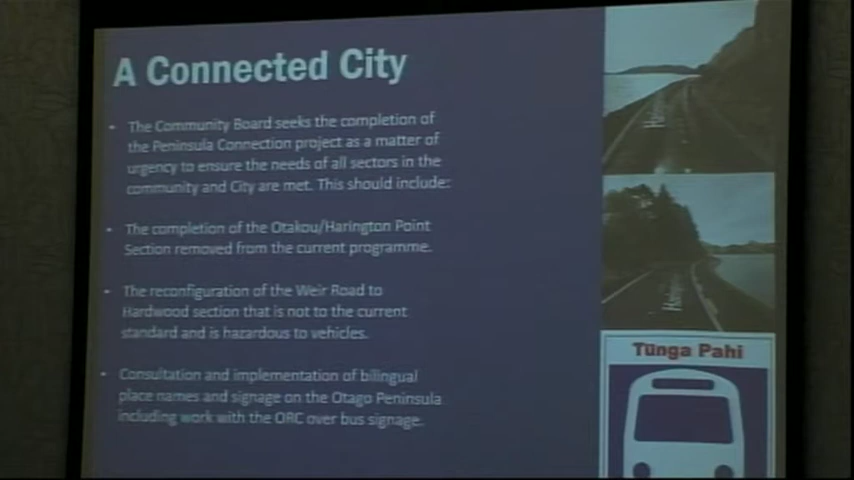 A Connected City
• The Community Board seeks the completion of
the Peninsula Connection project as a matter of
urgency to ensure the needs of all sectors in the
community and City are met. This should include:
• The completion of the Otakou/Harington Point
Section removed from the current programme.
• The reconfiguration of the Weir Road to
Hardwood section that is not to the current
standard and is hazardous to vehicles.
• Consultation and implementation of bilingual
place names and signage on the Otago Peninsula
including work with the ORC over bus signage.
Tūnga Pahi